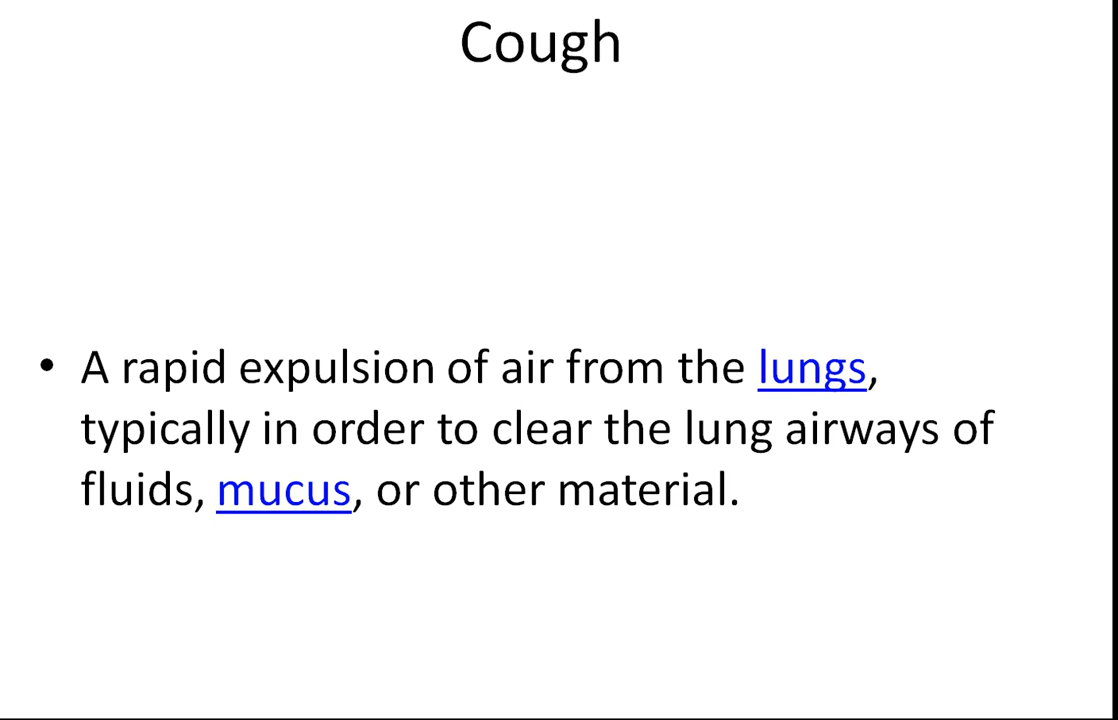 Cough
• A rapid expulsion of air from the lungs,
typically in order to clear the lung airways of
fluids, mucus, or other material.